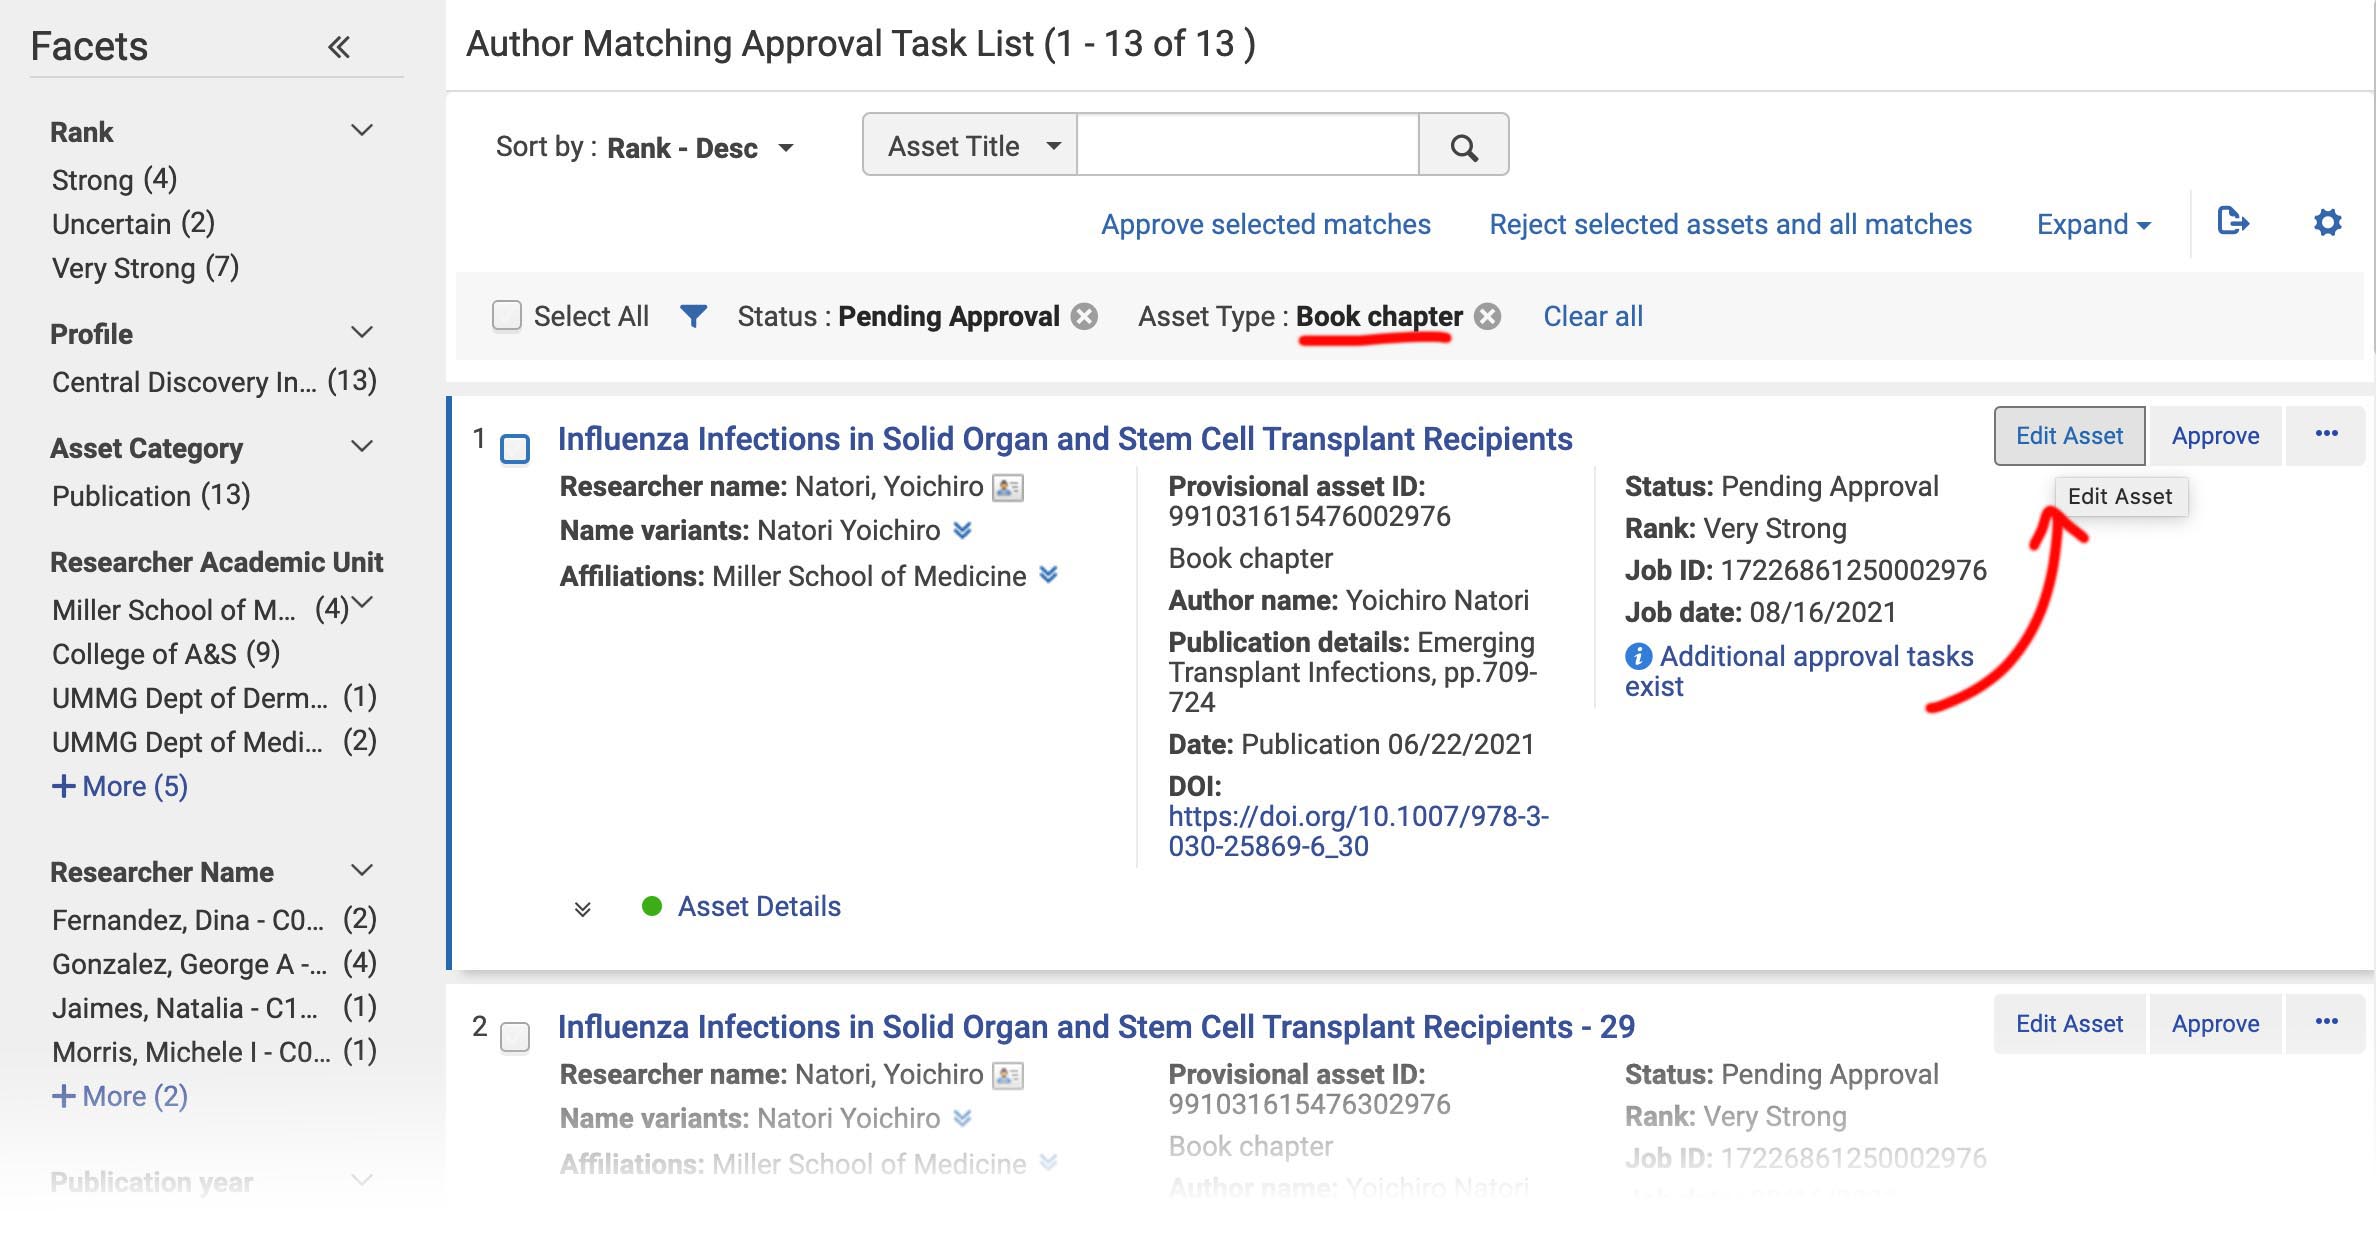 Facets
Rank
Strong (4)
Uncertain (2)
Very Strong (7)
Profile
Central Discovery In... (13)
Asset Category
Publication (13)
Researcher Academic Unit
Miller School of M... (4)
College of A&S (9)
UMMG Dept of Derm... (1)
UMMG Dept of Medi... (2)
+ More (5)
Researcher Name
Fernandez, Dina - C0... (2)
Gonzalez, George A -... (4)
Jaimes, Natalia - C1... (1)
Morris, Michele I - C0... (1)
+ More (2)
Publication year
Author Matching Approval Task List (1 - 13 of 13 )
Sort by : Rank - Desc
Asset Title
Approve selected matches
Reject selected assets and all matches
Expand
Select All
Status : Pending Approval
Asset Type : Book chapter
Clear all
1
Influenza Infections in Solid Organ and Stem Cell Transplant Recipients
Edit Asset
Approve
...
Edit Asset
Researcher name: Natori, Yoichiro
Name variants: Natori Yoichiro
Affiliations: Miller School of Medicine
Provisional asset ID:
991031615476002976
Book chapter
Author name: Yoichiro Natori
Publication details: Emerging
Transplant Infections, pp.709-
724
Date: Publication 06/22/2021
DOI:
https://doi.org/10.1007/978-3-
030-25869-6_30
Status: Pending Approval
Rank: Very Strong
Job ID: 17226861250002976
Job date: 08/16/2021
Additional approval tasks
exist
Asset Details
2
Influenza Infections in Solid Organ and Stem Cell Transplant Recipients - 29
Edit Asset
Approve
...
Researcher name: Natori, Yoichiro
Name variants: Natori Yoichiro
Affiliations: Miller School of Medicine
Provisional asset ID:
991031615476302976
Book chapter
Author name: Yoichiro Natori
Status: Pending Approval
Rank: Very Strong
Job ID: 17226861250002976